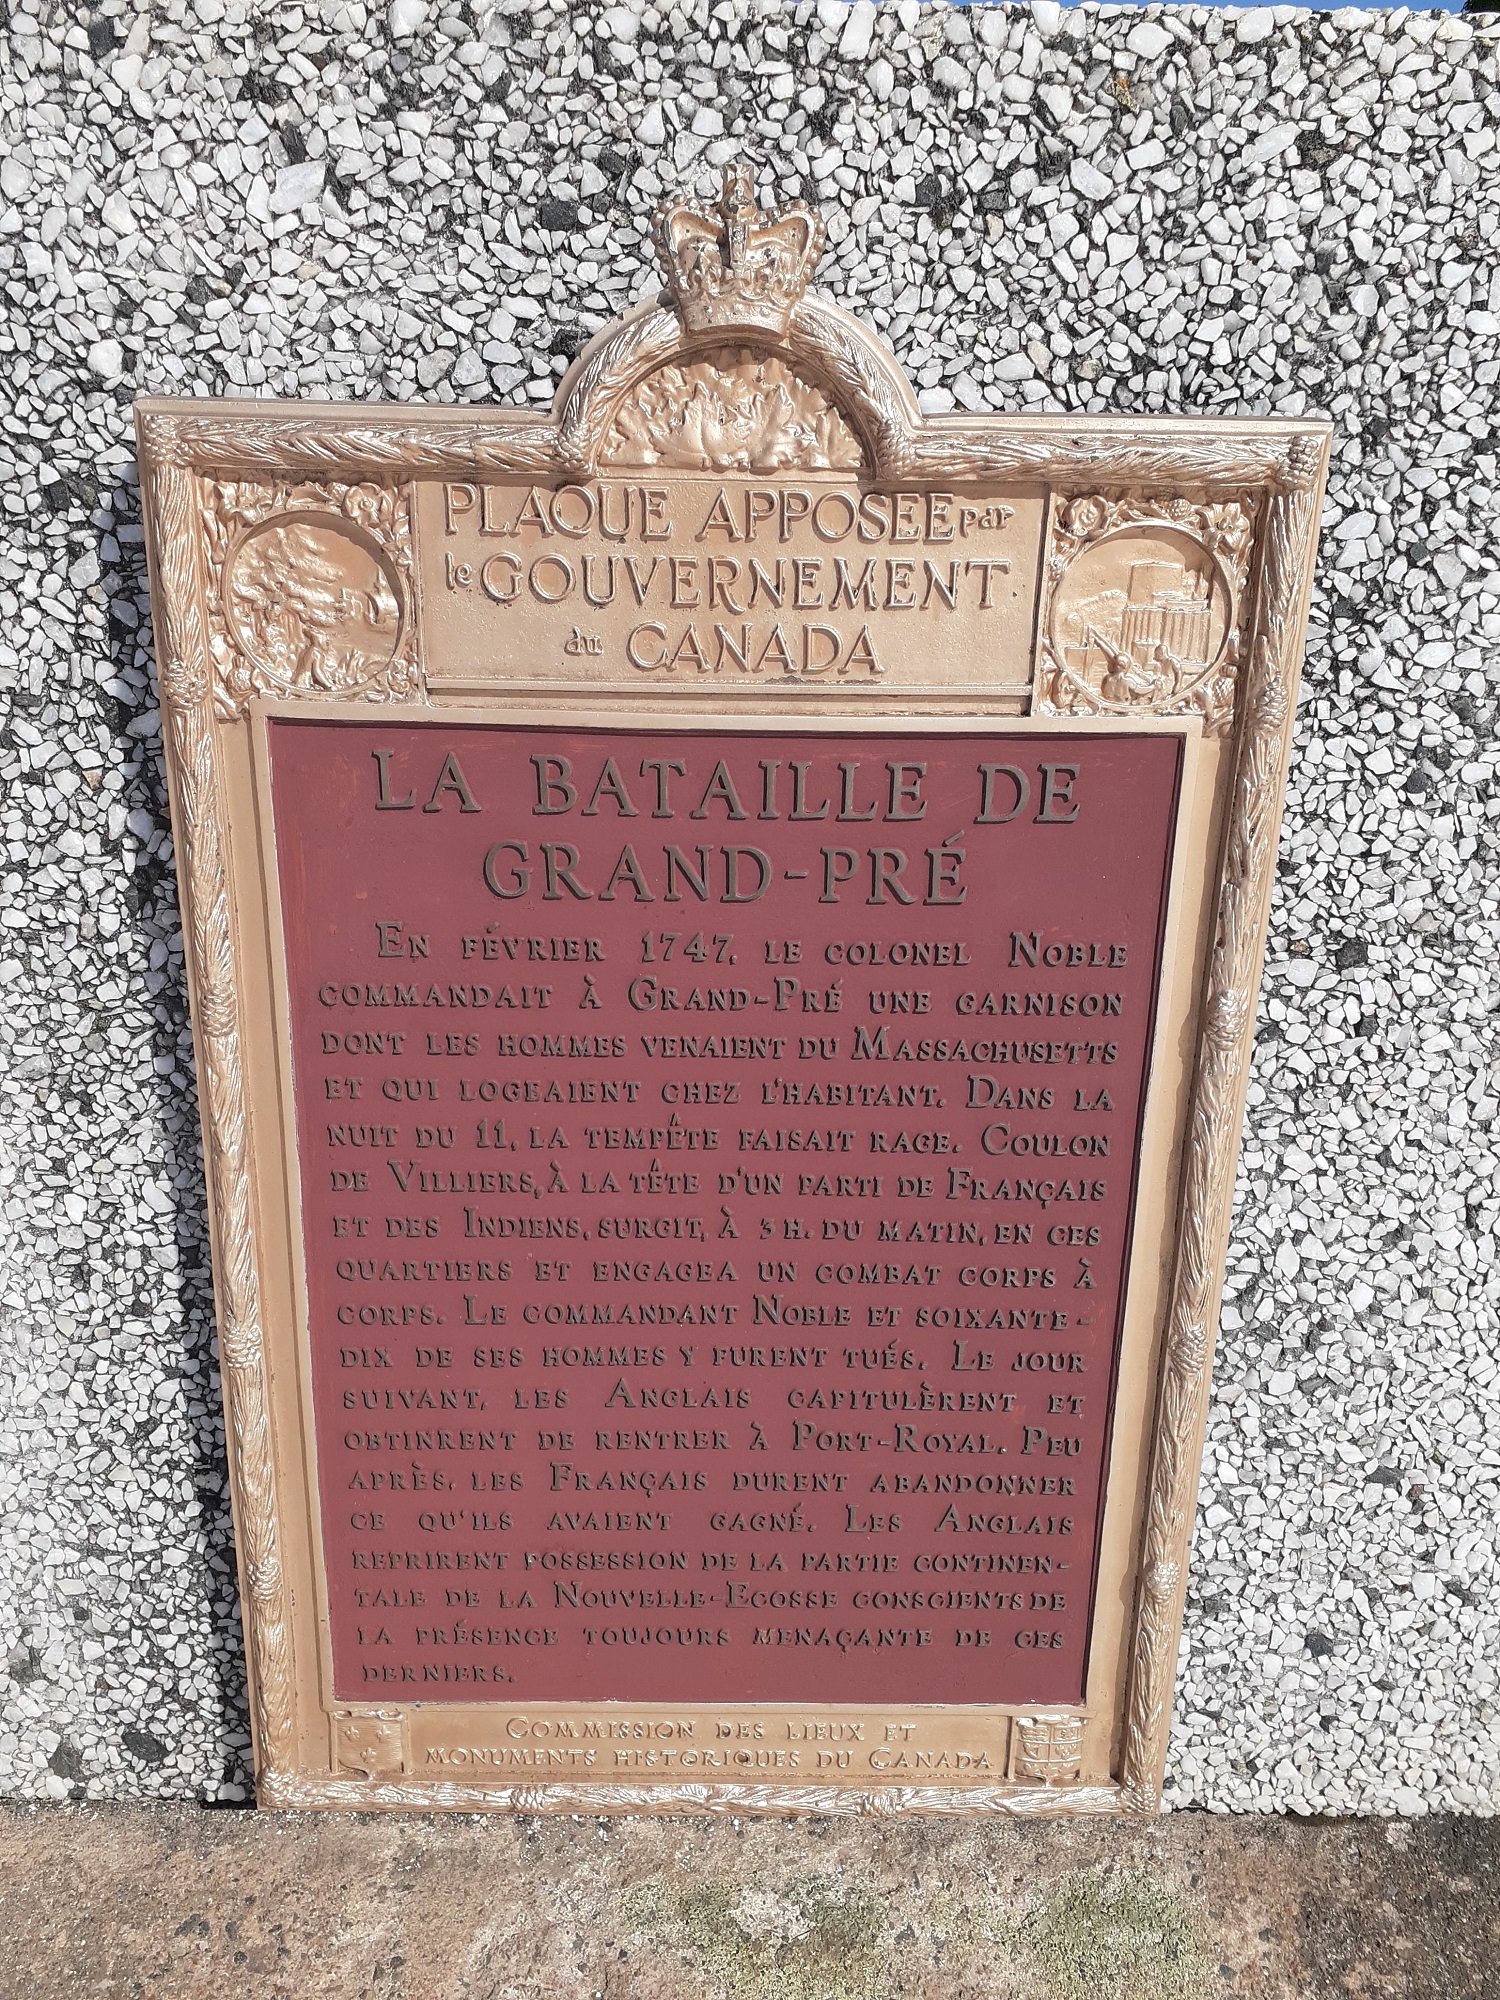 PLAQUE APPOSEE par
le GOUVERNEMENT
du CANADA
LA BATAILLE DE
GRAND-PRÉ
EN FÉVRIER 1747, LE COLONEL NOBLE
COMMANDAIT À GRAND-PRÉ UNE GARNISON
DONT LES HOMMES VENAIENT DU MASSACHUSETTS
ET QUI LOGEAIENT CHEZ L'HABITANT. DANS LA
NUIT DU 11, LA TEMPÊTE FAISAIT RAGE. COULON
DE VILLIERS, À LA TÊTE D'UN PARTI DE FRANÇAIS
ET DES INDIENS, SURGIT, À 3 H. DU MATIN, EN CES
QUARTIERS ET ENGAGEA UN COMBAT CORPS À
CORPS. LE COMMANDANT NOBLE ET SOIXANTE-
DIX DE SES HOMMES Y FURENT TUÉS. LE JOUR
SUIVANT, LES ANGLAIS CAPITULÈRENT ET
OBTINRENT DE RENTRER À PORT-ROYAL. PEU
APRÈS, LES FRANÇAIS DURENT ABANDONNER
CE QU'ILS AVAIENT GAGNÉ. LES ANGLAIS
REPRIRENT POSSESSION DE LA PARTIE CONTINEN-
TALE DE LA NOUVELLE-ECOSSE CONSCIENTS DE
LA PRÉSENCE TOUJOURS MENAÇANTE DE CES
DERNIERS.
COMMISSION DES LIEUX ET
MONUMENTS HISTORIQUES DU CANADA